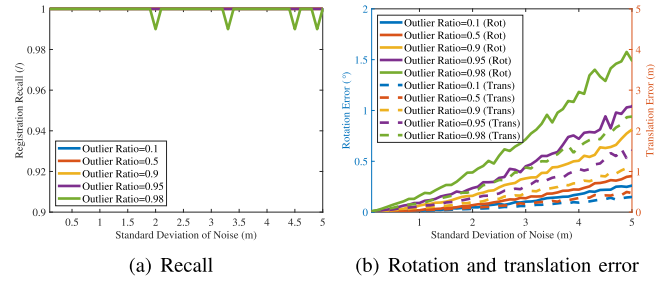 1
0.98
0.96
0.94
0.92
0.9
Registration Recall (/)
Outlier Ratio=0.1
Outlier Ratio=0.5
Outlier Ratio=0.9
Outlier Ratio=0.95
Outlier Ratio=0.98
0.5 1 1.5 2 2.5 3 3.5 4 4.5 5
Standard Deviation of Noise (m)
(a) Recall
2
1.5
1
0.5
0
Rotation Error (°)
Outlier Ratio=0.1 (Rot)
Outlier Ratio=0.5 (Rot)
Outlier Ratio=0.9 (Rot)
Outlier Ratio=0.95 (Rot)
Outlier Ratio=0.98 (Rot)
Outlier Ratio=0.1 (Trans)
Outlier Ratio=0.5 (Trans)
Outlier Ratio=0.9 (Trans)
Outlier Ratio=0.95 (Trans)
Outlier Ratio=0.98 (Trans)
5
4
3
2
1
0
Translation Error (m)
1 2 3 4 5
Standard Deviation of Noise (m)
(b) Rotation and translation error